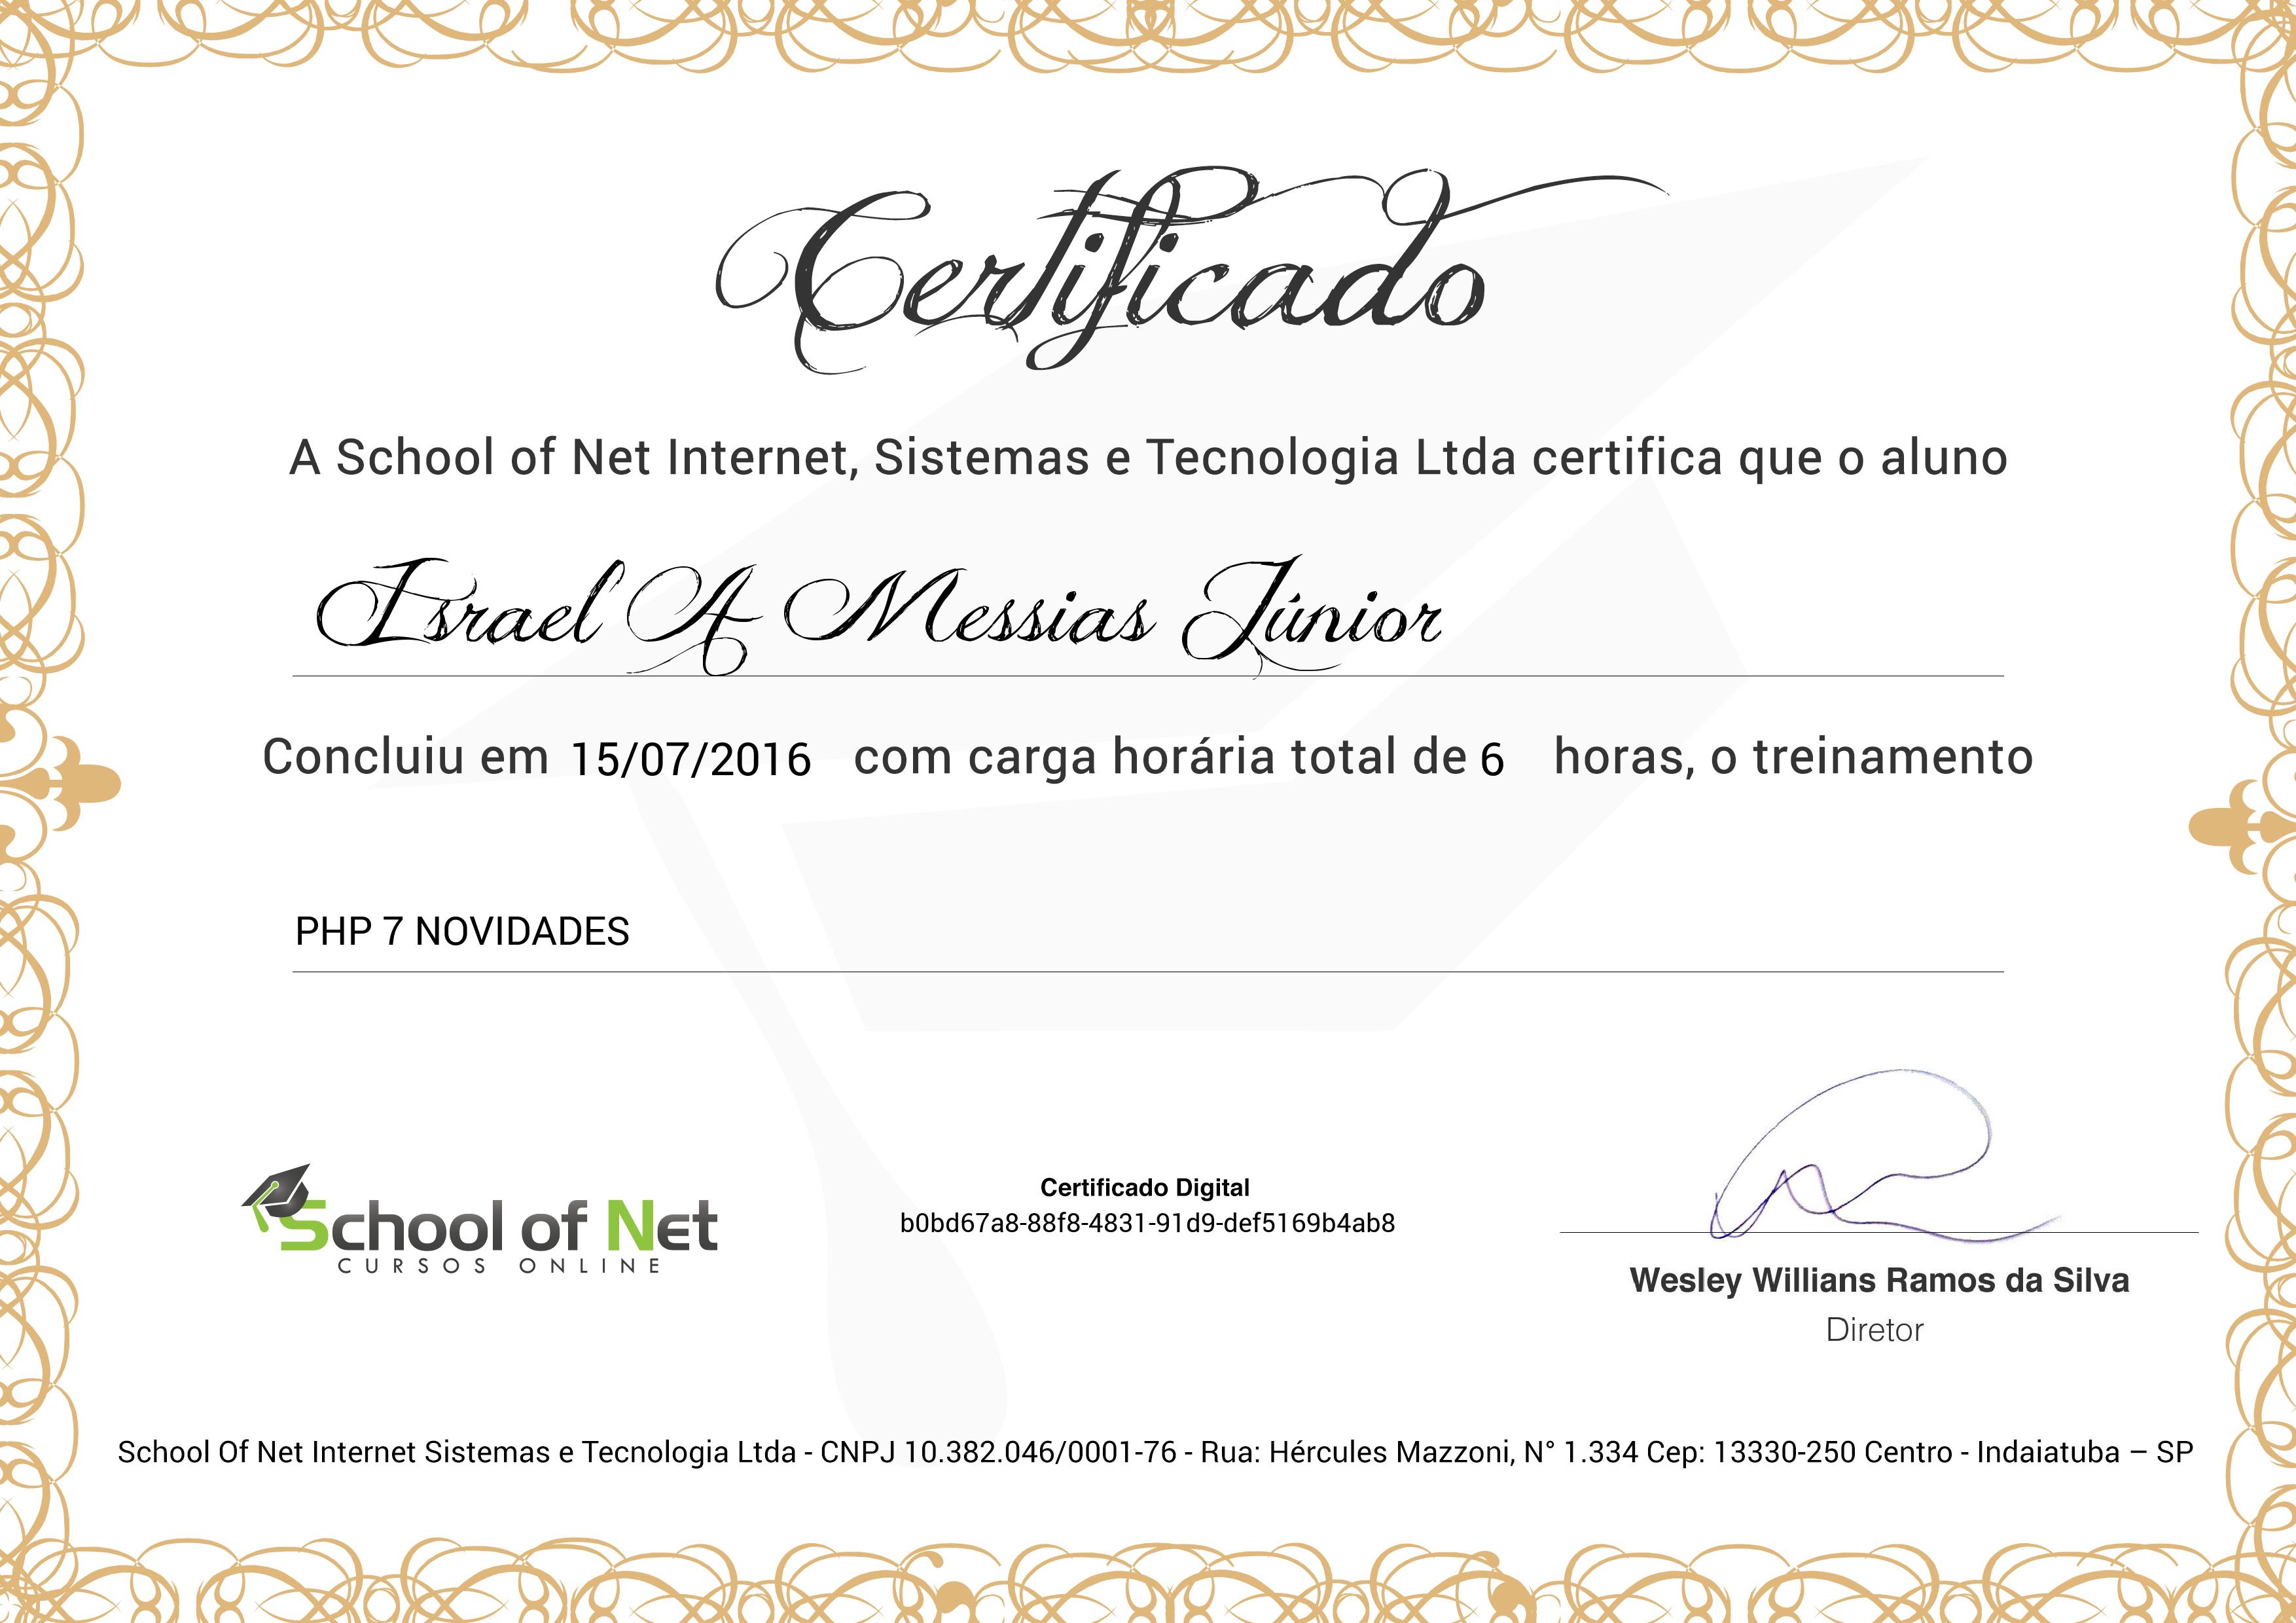 Certificado
A School of Net Internet, Sistemas e Tecnologia Ltda certifica que o aluno
Israel A Messias Júnior
Concluiu em 15/07/2016 com carga horária total de 6 horas, o treinamento
PHP 7 NOVIDADES
School of Net
CURSOS ONLINE
Certificado Digital
b0bd67a8-88f8-4831-91d9-def5169b4ab8
Wesley Willians Ramos da Silva
Diretor
School Of Net Internet Sistemas e Tecnologia Ltda - CNPJ 10.382.046/0001-76 - Rua: Hércules Mazzoni, N° 1.334 Cep: 13330-250 Centro - Indaiatuba – SP